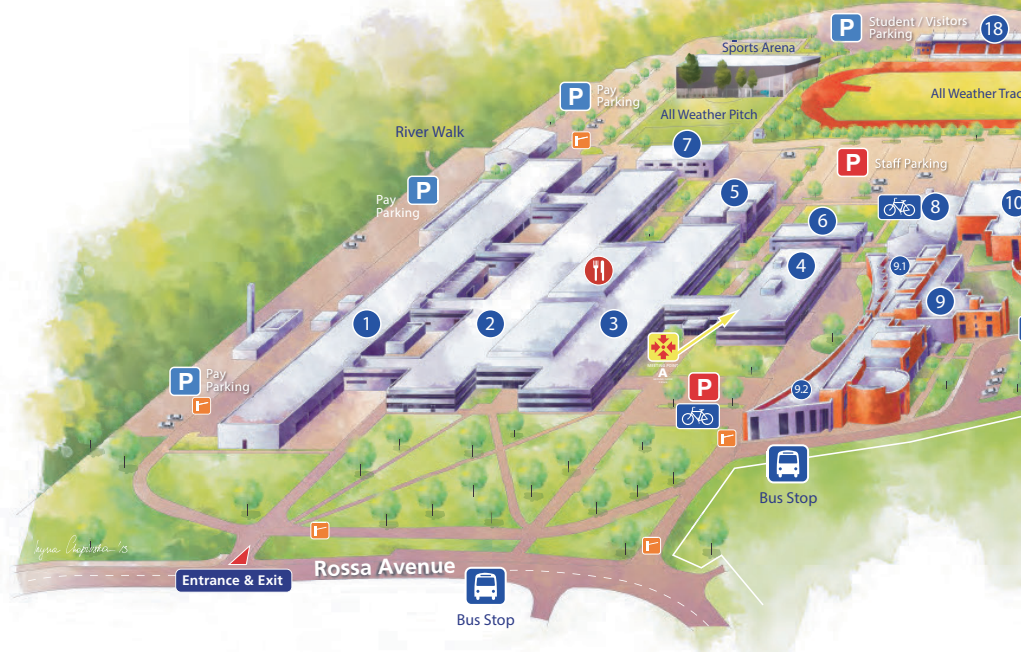 P
Student / Visitors
Parking
18
Sports Arena
All Weather Trac
P
Pay
Parking
All Weather Pitch
River Walk
7
P
Staff Parking
P
Pay
Parking
5
8
10
6
4
9.1
9
1
2
3
A
P
Pay
Parking
P
9.2
Bus Stop
Entrance & Exit
Rossa Avenue
Bus Stop